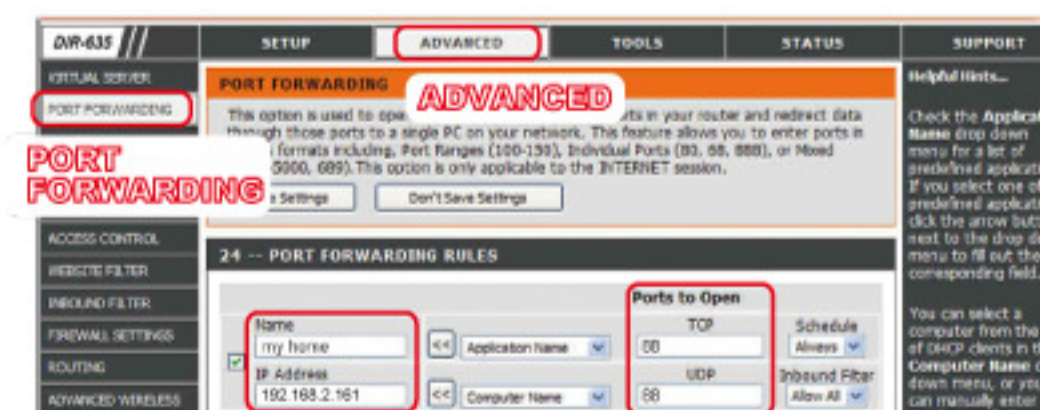 DIR-635
SETUP
ADVANCED
TOOLS
STATUS
SUPPORT
VIRTUAL SERVER
PORT FORWARDING
PORT
FORWARDING
ACCESS CONTROL
WEBSITE FILTER
INBOUND FILTER
FIREWALL SETTINGS
ROUTING
ADVANCED WIRELESS
PORT FORWARDING
ADVANCED
This option is used to ope rts in your router and redirect data
through those ports to a single PC on your network. This feature allows you to enter ports in
formats including, Port Ranges (100-150), Individual Ports (80, 68, 888), or Mixed
5000, 689). This option is only applicable to the INTERNET session.
e Settings
Don't Save Settings
24 -- PORT FORWARDING RULES
Ports to Open
Name
TCP
Schedule
my home
<<
Application Name
88
Always
IP Address
UDP
Inbound Filter
192.168.2.161
<<
Computer Name
88
Allow All
Helpful Hints...
Check the Applicat
Name drop down
menu for a list of
predefined applicat
If you select one of
predefined applicat
click the arrow butt
next to the drop do
menu to fill out the
corresponding field.
You can select a
computer from the
of DHCP clients in th
Computer Name d
down menu, or you
can manually enter